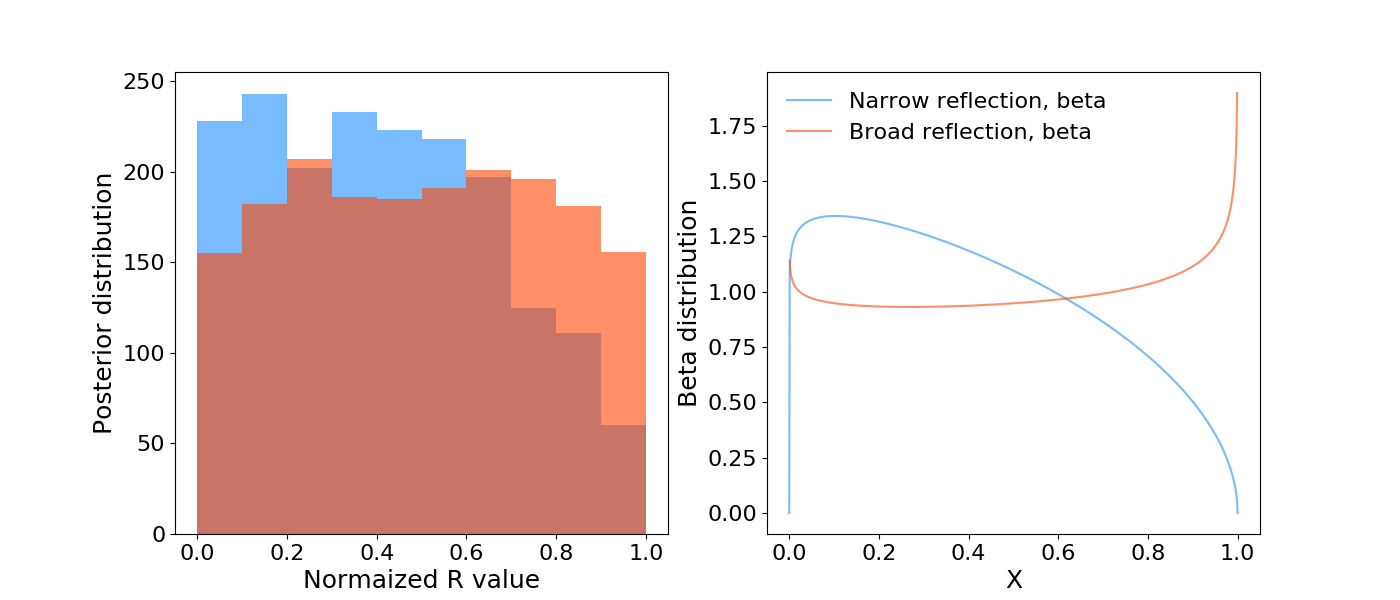 Posterior distribution
250
200
150
100
50
0
0.0 0.2 0.4 0.6 0.8 1.0
Normaized R value
Beta distribution
1.75
1.50
1.25
1.00
0.75
0.50
0.25
0.00
0.0 0.2 0.4 0.6 0.8 1.0
X
Narrow reflection, beta
Broad reflection, beta